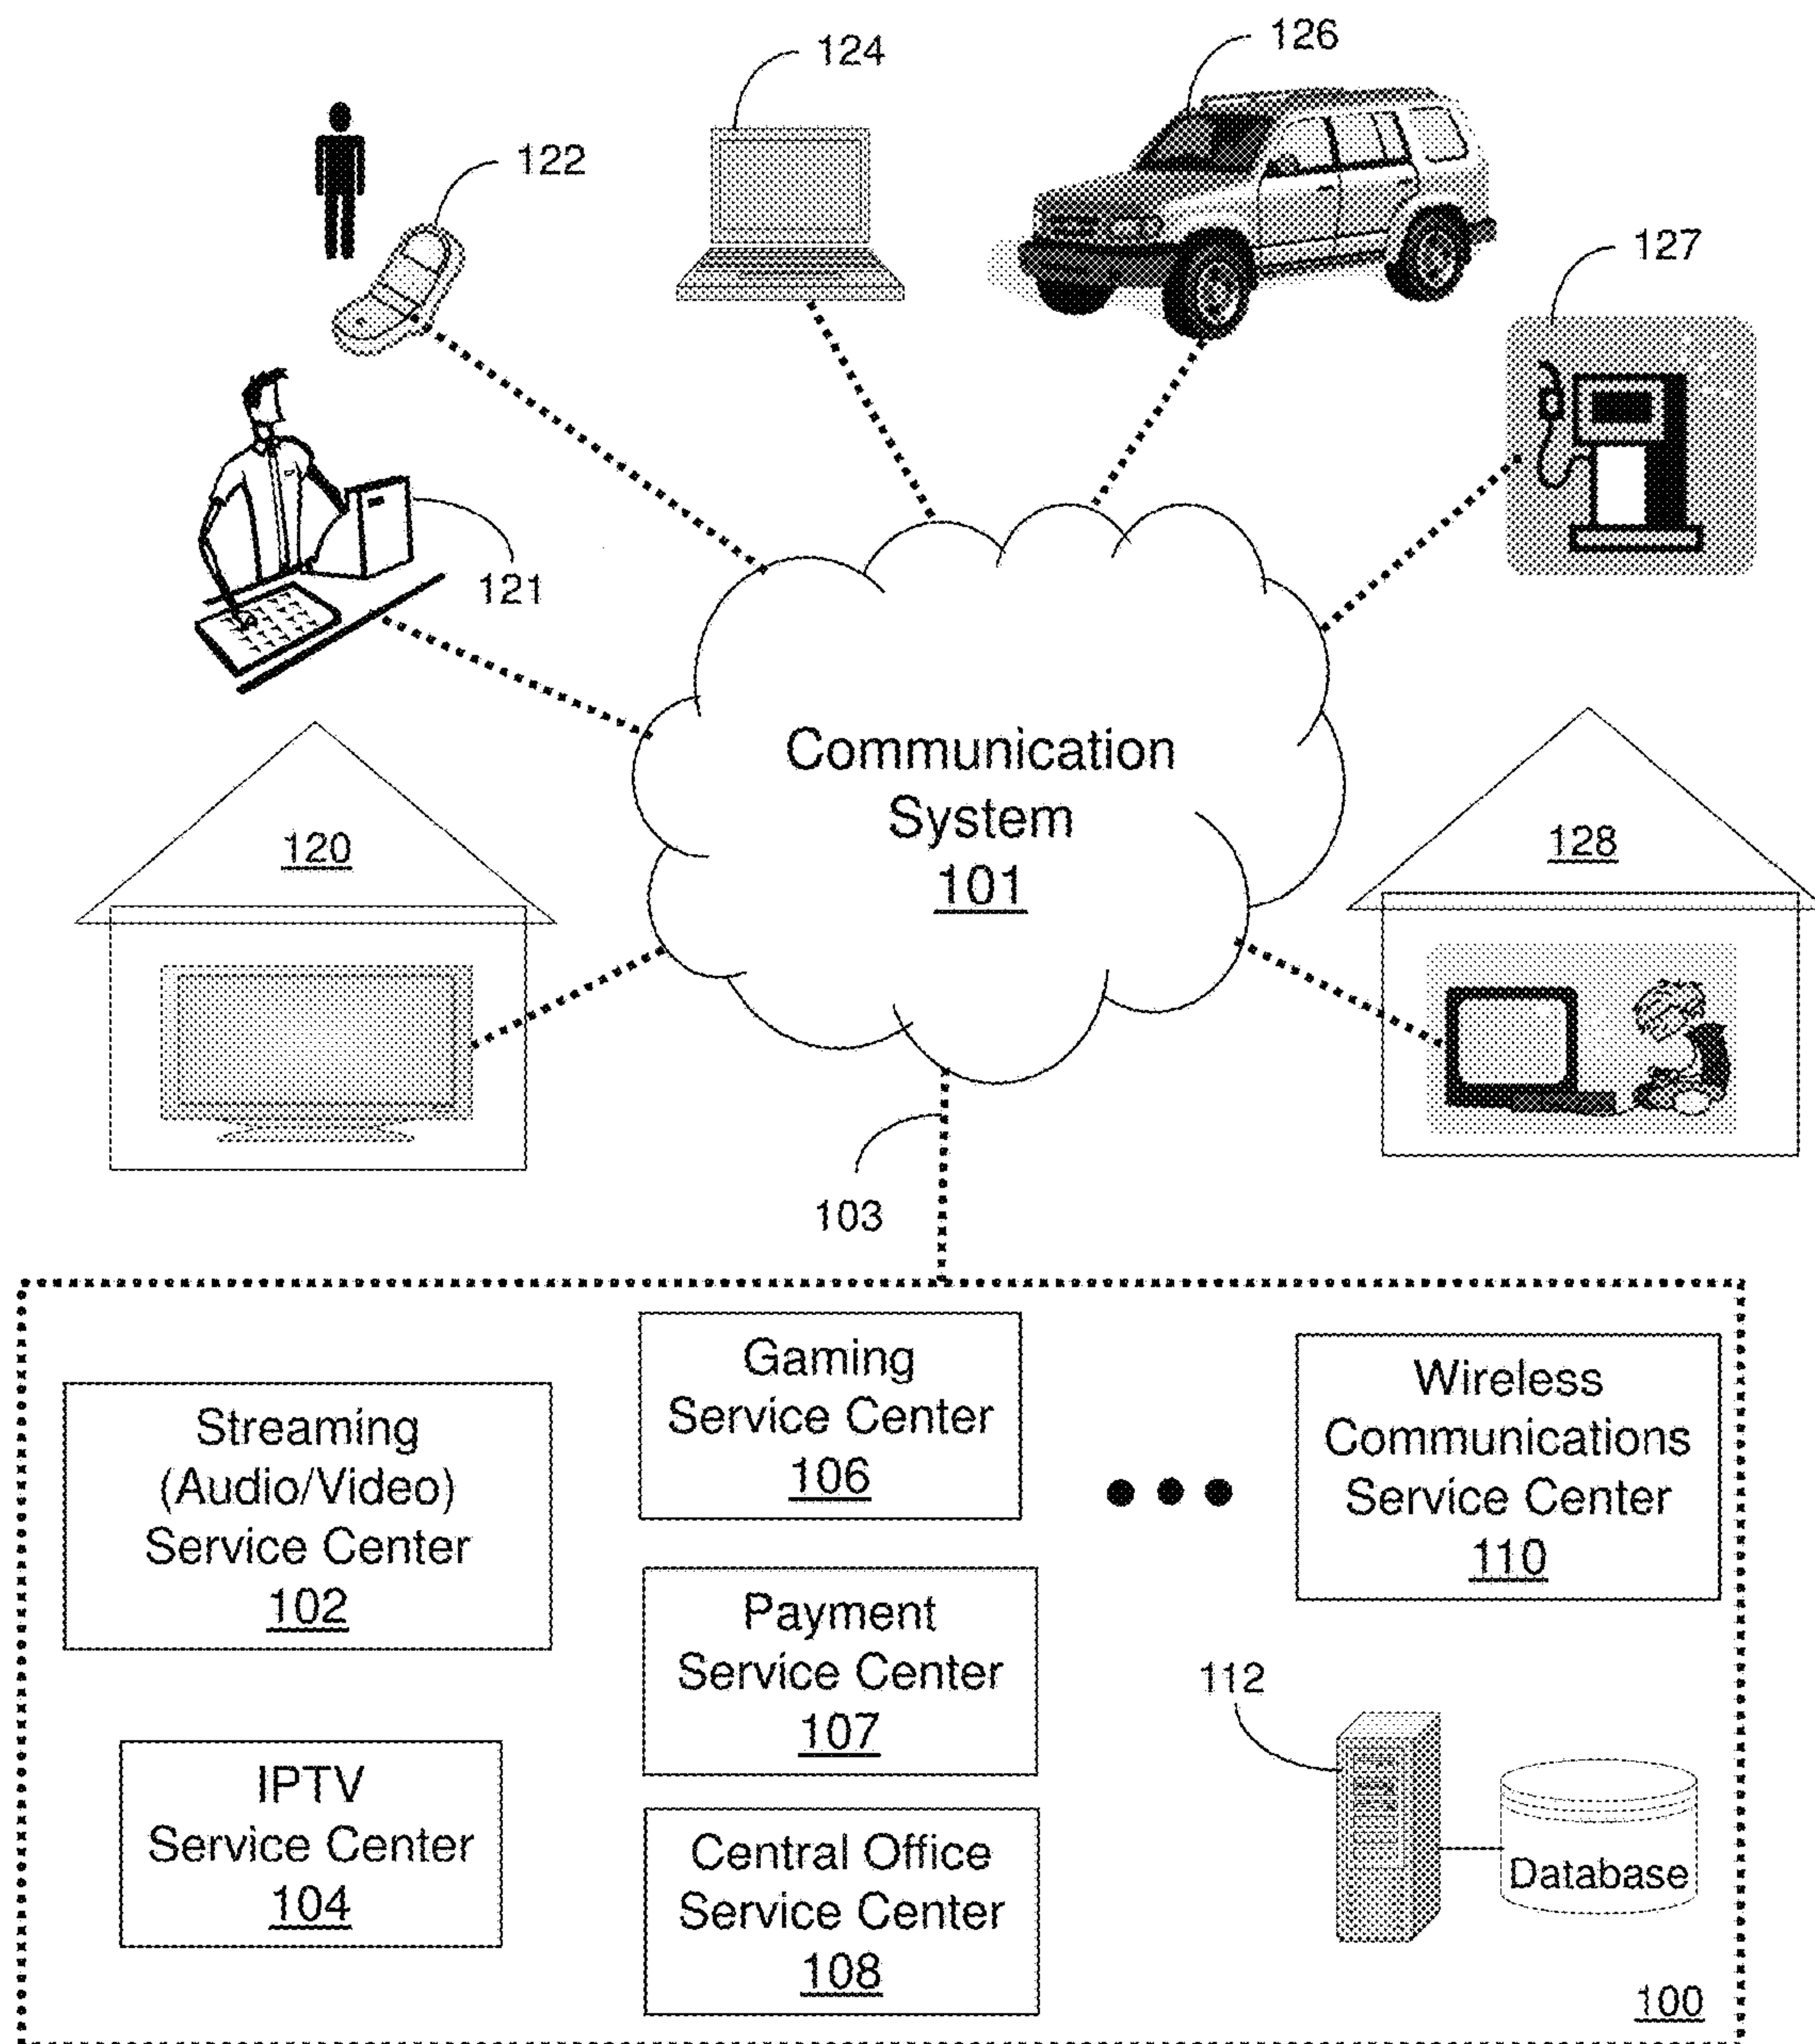 124
126
122
127
121
Communication
System
101
120
128
103
Gaming
Service Center
106
Streaming
(Audio/Video)
Service Center
102
Wireless
Communications
Service Center
110
Payment
Service Center
107
112
IPTV
Service Center
104
Central Office
Service Center
108
Database
100